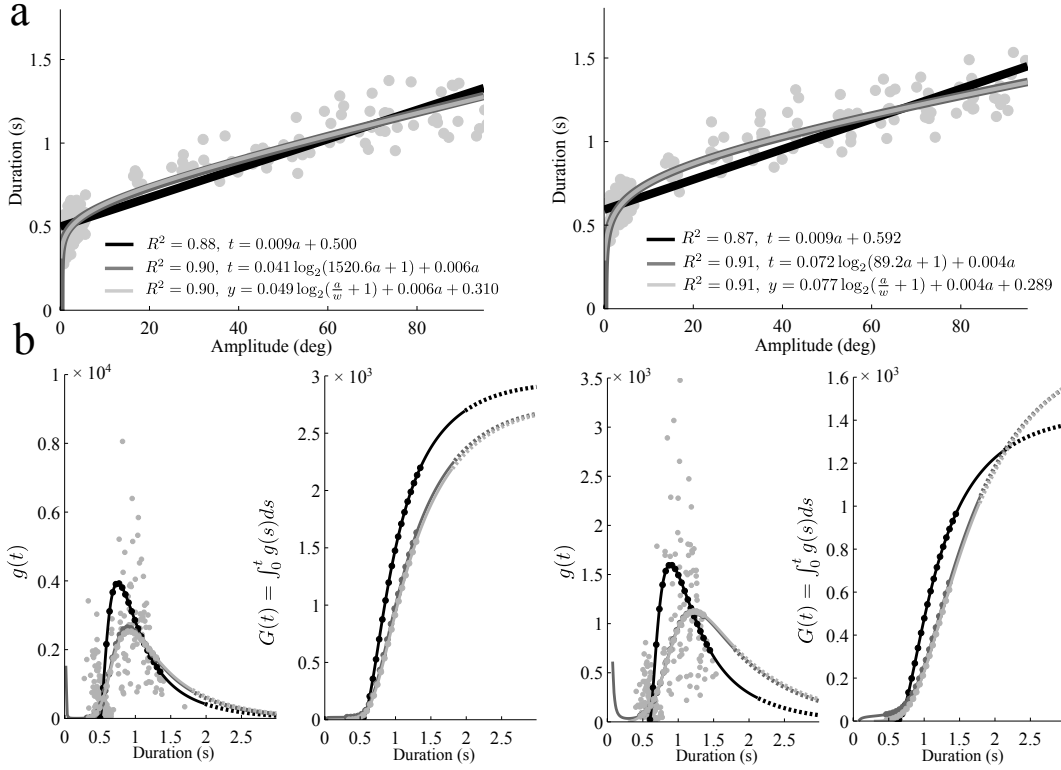 a
Duration (s)
1.5
1
0.5
0
R² = 0.88, t = 0.009a + 0.500
R² = 0.90, t = 0.041 log₂(1520.6a + 1) + 0.006a
R² = 0.90, y = 0.049 log₂(a/w + 1) + 0.006a + 0.310
0 20 40 60 80
Amplitude (deg)
Duration (s)
1.5
1
0.5
0
R² = 0.87, t = 0.009a + 0.592
R² = 0.91, t = 0.072 log₂(89.2a + 1) + 0.004a
R² = 0.91, y = 0.077 log₂(a/w + 1) + 0.004a + 0.289
0 20 40 60 80
Amplitude (deg)
b
× 10⁴
g(t)
1
0.8
0.6
0.4
0.2
0
0 0.5 1 1.5 2 2.5
Duration (s)
× 10³
G(t) = ∫₀ᵗ g(s)ds
3
2.5
2
1.5
1
0.5
0
0 0.5 1 1.5 2 2.5
Duration (s)
× 10³
g(t)
3.5
3
2.5
2
1.5
1
0.5
0
0 0.5 1 1.5 2 2.5
Duration (s)
× 10³
G(t) = ∫₀ᵗ g(s)ds
1.6
1.4
1.2
1
0.8
0.6
0.4
0.2
0
0 0.5 1 1.5 2 2.5
Duration (s)